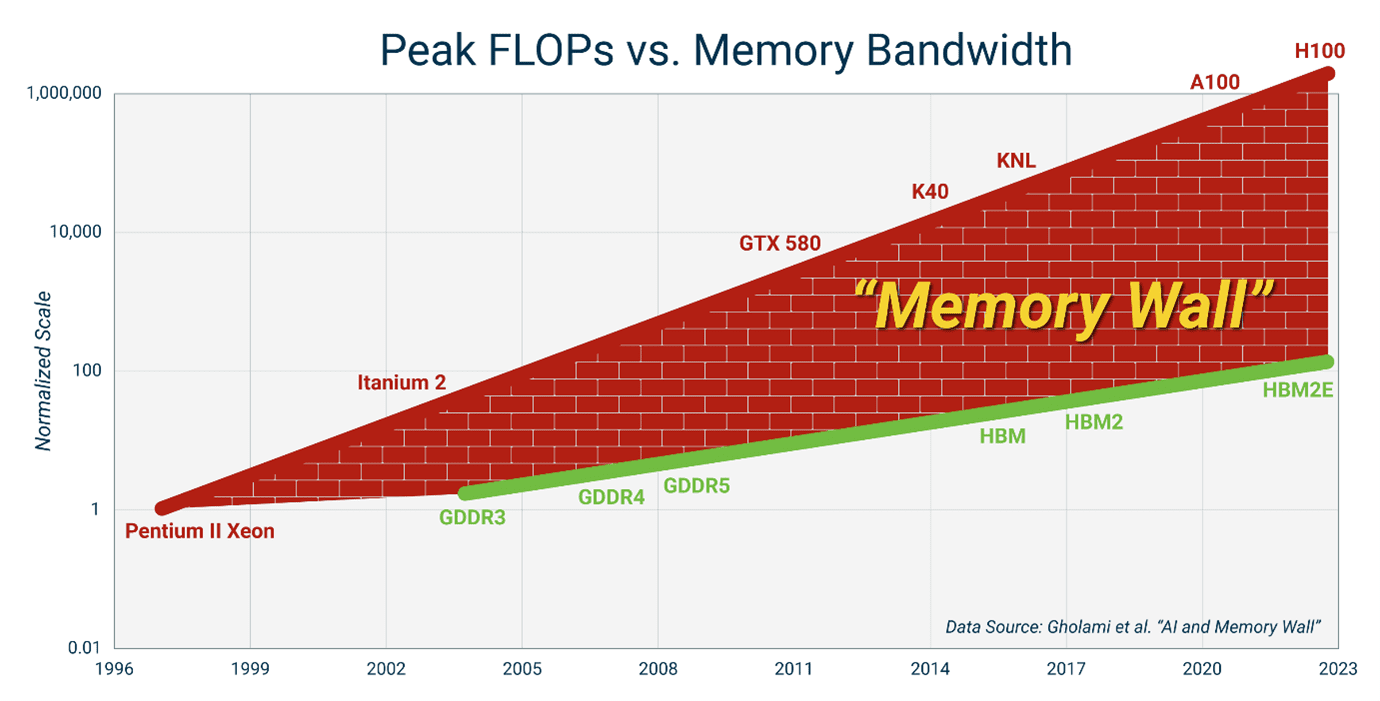 Peak FLOPs vs. Memory Bandwidth
H100
A100
1,000,000
KNL
K40
10,000
GTX 580
“Memory Wall”
Normalized Scale
100
Itanium 2
HBM2E
HBM2
HBM
GDDR5
GDDR4
GDDR3
1
Pentium II Xeon
Data Source: Gholami et al. “AI and Memory Wall”
0.01
1996 1999 2002 2005 2008 2011 2014 2017 2020 2023